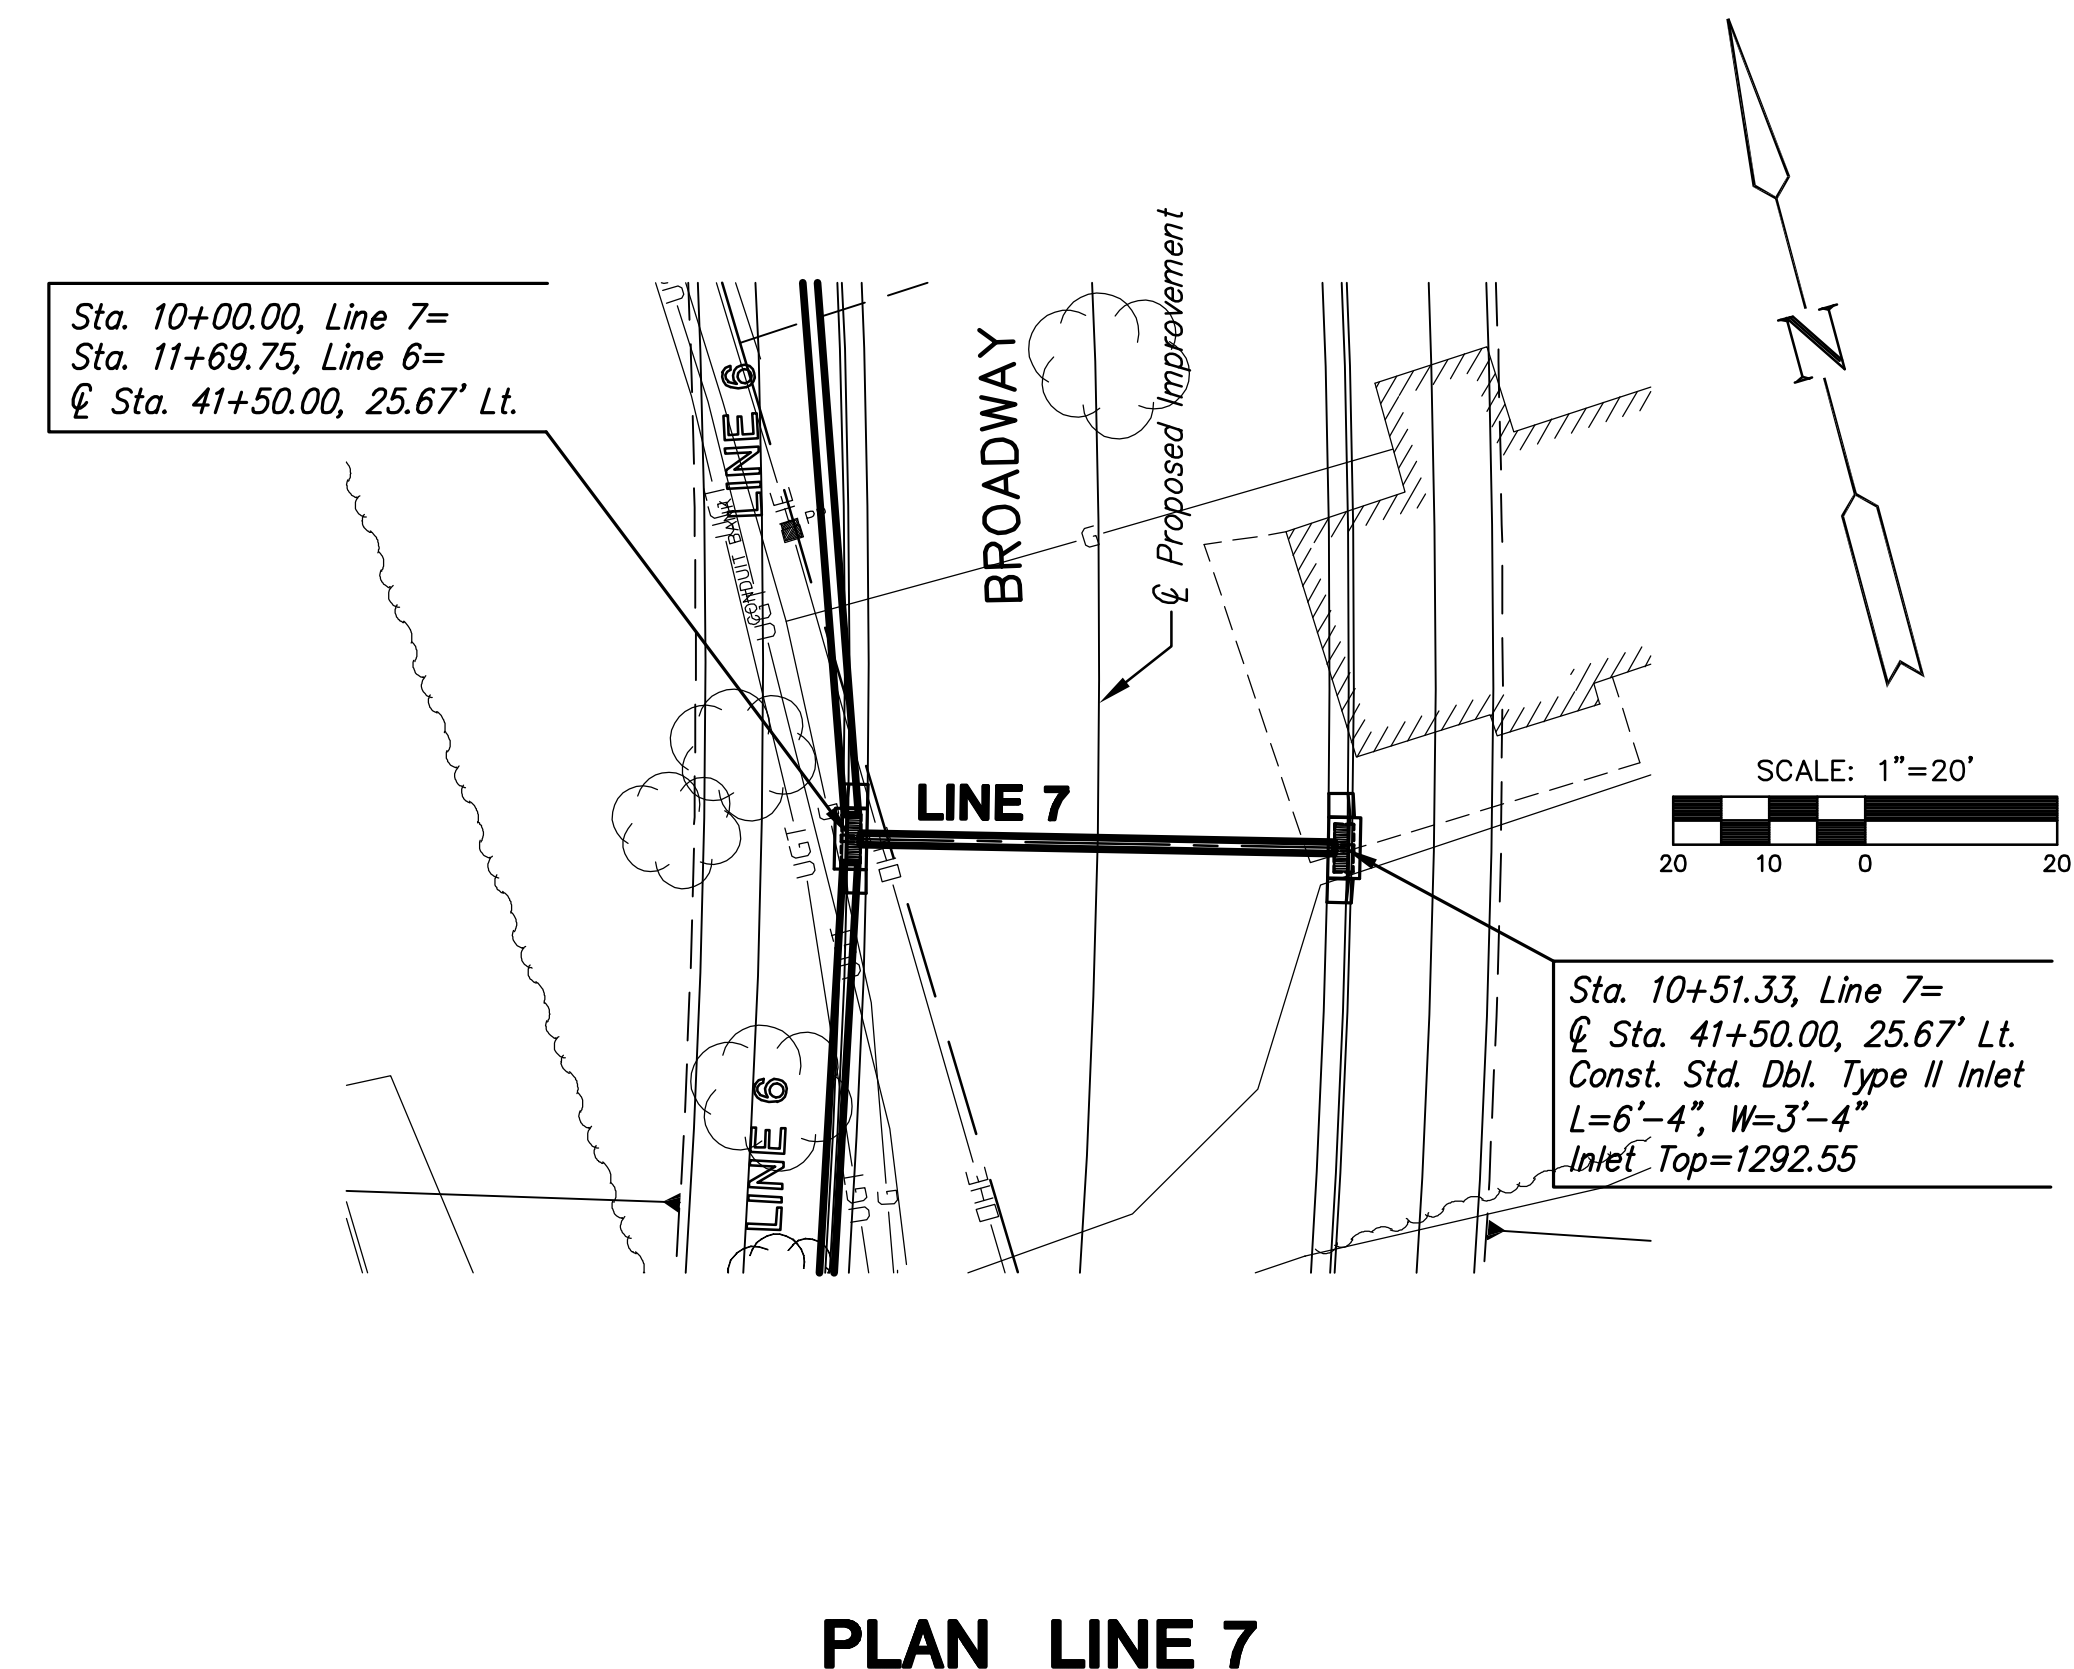 Sta. 10+00.00, Line 7=
Sta. 11+69.75, Line 6=
℄ Sta. 41+50.00, 25.67' Lt.
LINE 6
BROADWAY
℄ Proposed Improvement
N
CONDUIT BANK
UGT
G
SCALE: 1"=20'
20 10 0 20
LINE 7
UGT
OHE
Sta. 10+51.33, Line 7=
℄ Sta. 41+50.00, 25.67' Lt.
Const. Std. Dbl. Type II Inlet
L=6'-4", W=3'-4"
Inlet Top=1292.55
LINE 6
G
OHE
PLAN LINE 7